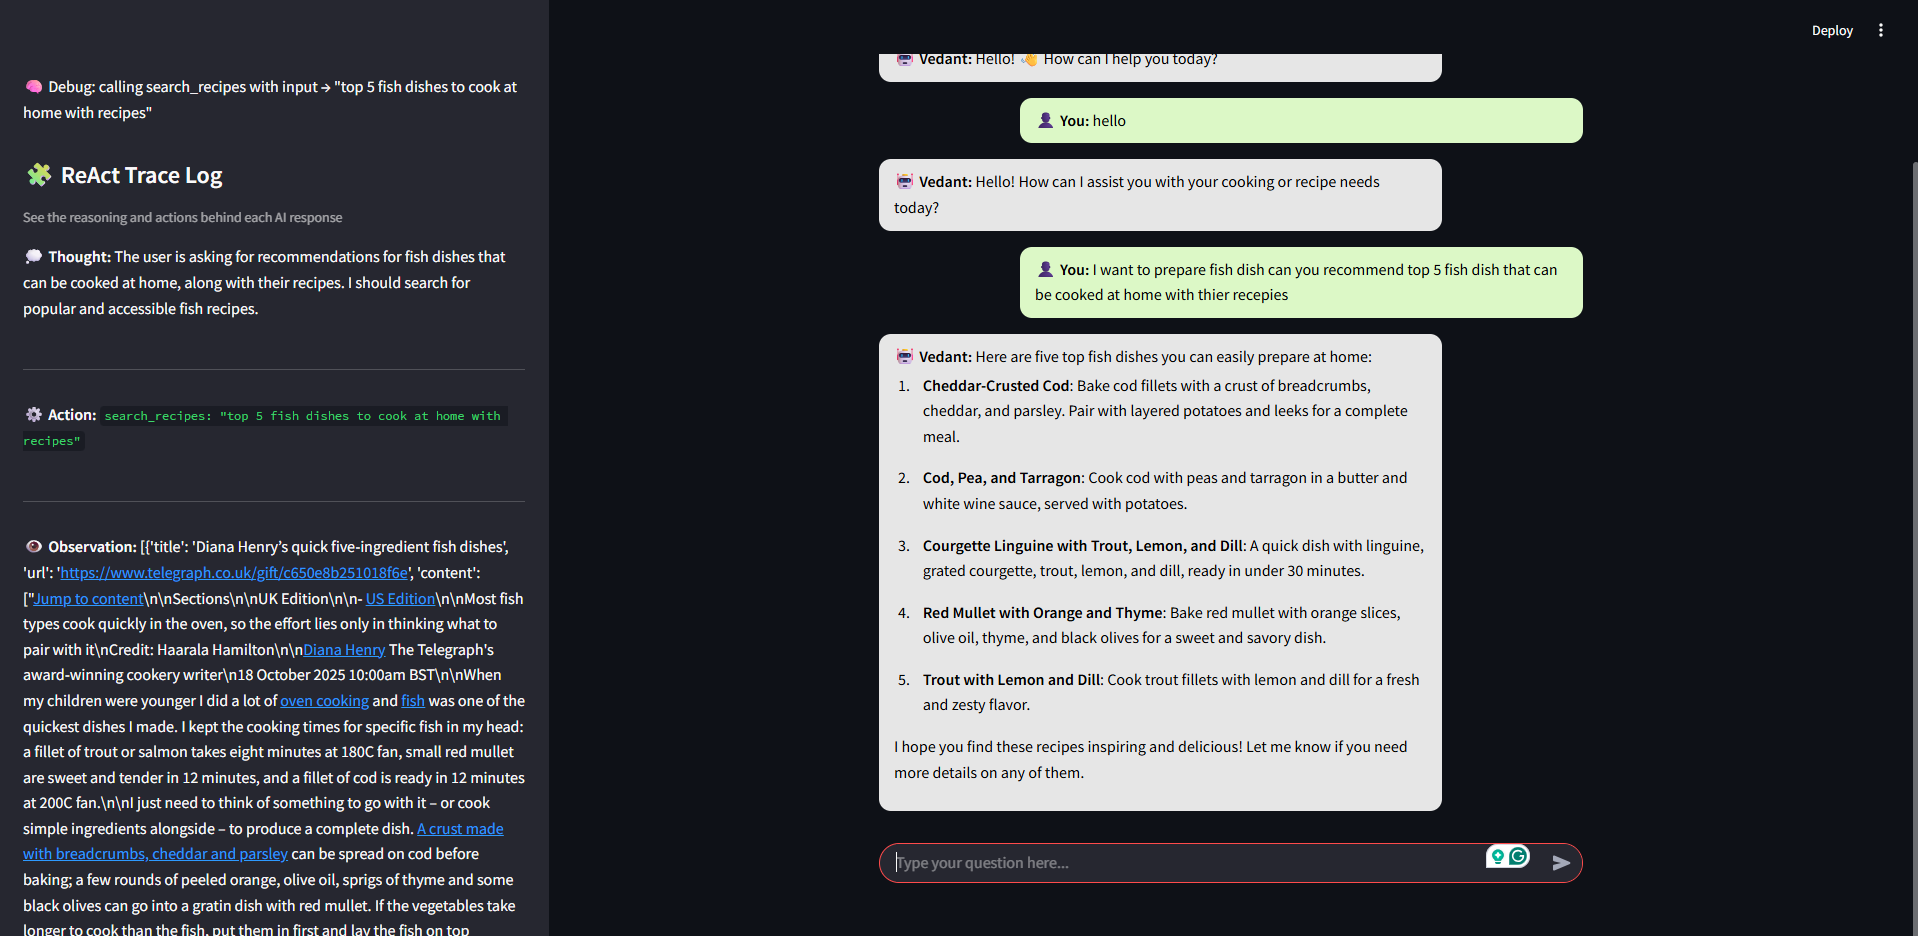 Debug: calling search_recipes with input → "top 5 fish dishes to cook at
home with recipes"
ReAct Trace Log
See the reasoning and actions behind each AI response
Thought: The user is asking for recommendations for fish dishes that
can be cooked at home, along with their recipes. I should search for
popular and accessible fish recipes.
Action: search_recipes: "top 5 fish dishes to cook at home with
recipes"
Observation: [{'title': 'Diana Henry’s quick five-ingredient fish dishes',
'url': 'https://www.telegraph.co.uk/gift/c650e8b251018f6e', 'content':
["Jump to content\n\nSections\n\nUK Edition\n\n- US Edition\n\nMost fish
types cook quickly in the oven, so the effort lies only in thinking what to
pair with it\nCredit: Haarala Hamilton\n\nDiana Henry The Telegraph's
award-winning cookery writer\n18 October 2025 10:00am BST\n\nWhen
my children were younger I did a lot of oven cooking and fish was one of the
quickest dishes I made. I kept the cooking times for specific fish in my head:
a fillet of trout or salmon takes eight minutes at 180C fan, small red mullet
are sweet and tender in 12 minutes, and a fillet of cod is ready in 12 minutes
at 200C fan.\n\nI just need to think of something to go with it – or cook
simple ingredients alongside – to produce a complete dish. A crust made
with breadcrumbs, cheddar and parsley can be spread on cod before
baking; a few rounds of peeled orange, olive oil, sprigs of thyme and some
black olives can go into a gratin dish with red mullet. If the vegetables take
longer to cook than the fish, put them in first and lay the fish on top
Deploy
Vedant: Hello! How can I help you today?
You: hello
Vedant: Hello! How can I assist you with your cooking or recipe needs
today?
You: I want to prepare fish dish can you recommend top 5 fish dish that can
be cooked at home with thier recepies
Vedant: Here are five top fish dishes you can easily prepare at home:
1. Cheddar-Crusted Cod: Bake cod fillets with a crust of breadcrumbs,
cheddar, and parsley. Pair with layered potatoes and leeks for a complete
meal.
2. Cod, Pea, and Tarragon: Cook cod with peas and tarragon in a butter and
white wine sauce, served with potatoes.
3. Courgette Linguine with Trout, Lemon, and Dill: A quick dish with linguine,
grated courgette, trout, lemon, and dill, ready in under 30 minutes.
4. Red Mullet with Orange and Thyme: Bake red mullet with orange slices,
olive oil, thyme, and black olives for a sweet and savory dish.
5. Trout with Lemon and Dill: Cook trout fillets with lemon and dill for a fresh
and zesty flavor.
I hope you find these recipes inspiring and delicious! Let me know if you need
more details on any of them.
Type your question here...